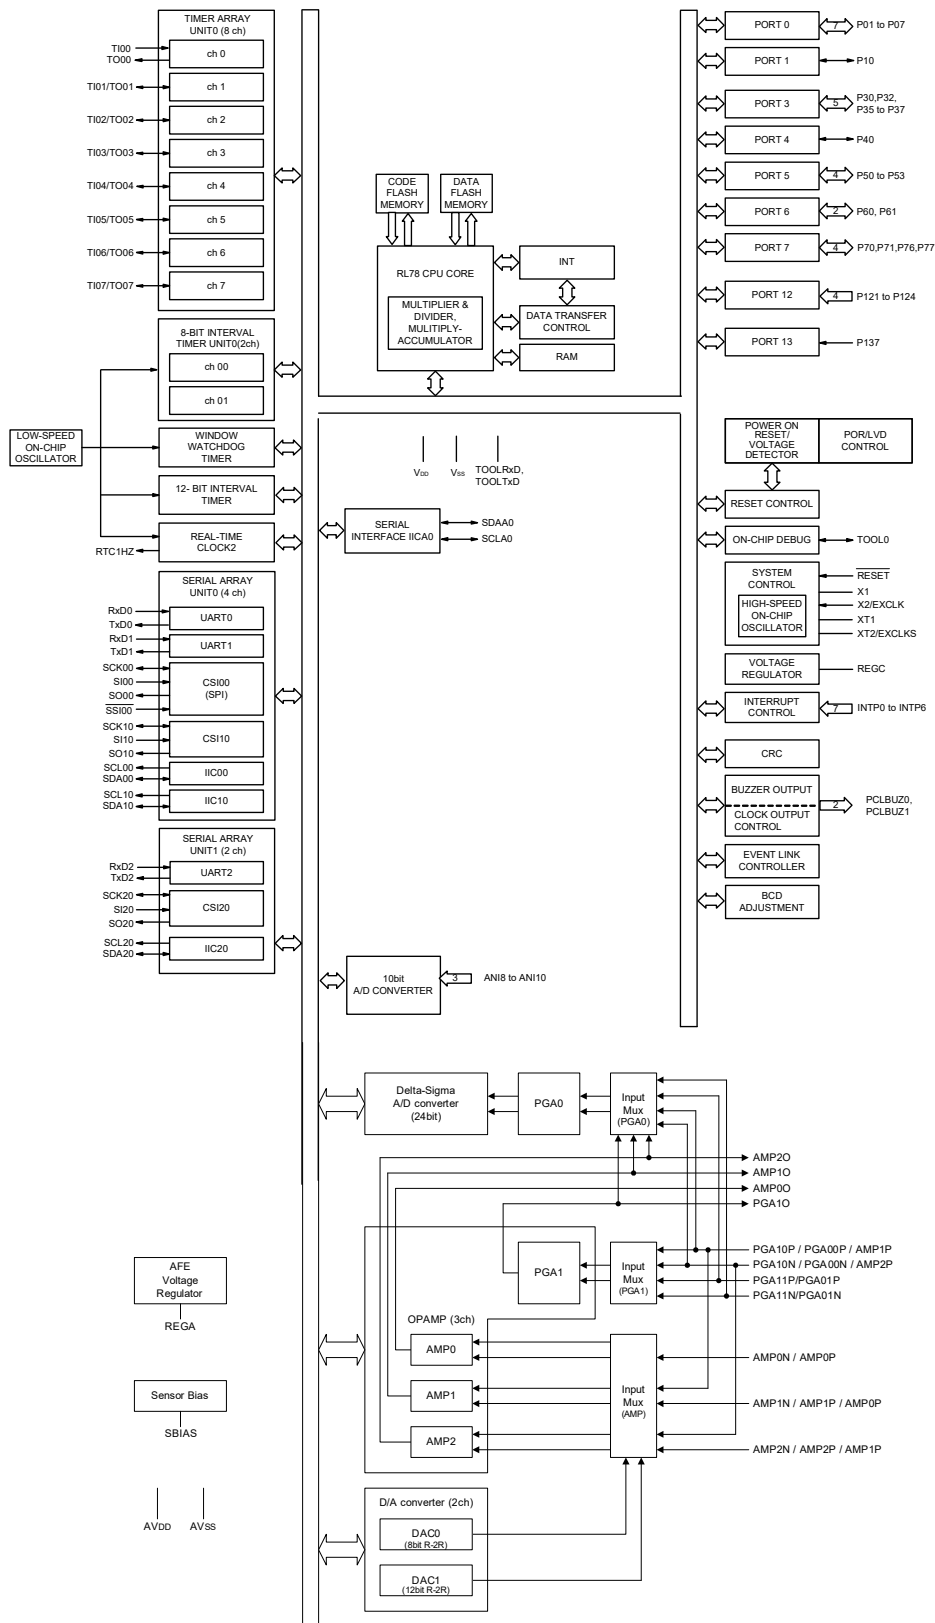 TIMER ARRAY
UNIT0 (8 ch)
TI00
TO00
ch 0
TI01/TO01
ch 1
TI02/TO02
ch 2
TI03/TO03
ch 3
TI04/TO04
ch 4
TI05/TO05
ch 5
TI06/TO06
ch 6
TI07/TO07
ch 7
8-BIT INTERVAL
TIMER UNIT0(2ch)
ch 00
ch 01
LOW-SPEED
ON-CHIP
OSCILLATOR
WINDOW
WATCHDOG
TIMER
12- BIT INTERVAL
TIMER
RTC1HZ
REAL-TIME
CLOCK2
SERIAL ARRAY
UNIT0 (4 ch)
RxD0
TxD0
UART0
RxD1
TxD1
UART1
SCK00
SI00
SO00
SSI00
CSI00
(SPI)
SCK10
SI10
SO10
CSI10
SCL00
SDA00
IIC00
SCL10
SDA10
IIC10
SERIAL ARRAY
UNIT1 (2 ch)
RxD2
TxD2
UART2
SCK20
SI20
SO20
CSI20
SCL20
SDA20
IIC20
CODE
FLASH
MEMORY
DATA
FLASH
MEMORY
RL78 CPU CORE
MULTIPLIER &
DIVIDER,
MULITIPLY-
ACCUMULATOR
INT
DATA TRANSFER
CONTROL
RAM
VDD
VSS
TOOLRxD,
TOOLTxD
SERIAL
INTERFACE IICA0
SDAA0
SCLA0
10bit
A/D CONVERTER
3
ANI8 to ANI10
PORT 0
7
P01 to P07
PORT 1
P10
PORT 3
5
P30,P32,
P35 to P37
PORT 4
P40
PORT 5
4
P50 to P53
PORT 6
2
P60, P61
PORT 7
4
P70,P71,P76,P77
PORT 12
4
P121 to P124
PORT 13
P137
POWER ON
RESET/
VOLTAGE
DETECTOR
POR/LVD
CONTROL
RESET CONTROL
ON-CHIP DEBUG
TOOL0
SYSTEM
CONTROL
HIGH-SPEED
ON-CHIP
OSCILLATOR
RESET
X1
X2/EXCLK
XT1
XT2/EXCLKS
VOLTAGE
REGULATOR
REGC
INTERRUPT
CONTROL
7
INTP0 to INTP6
CRC
BUZZER OUTPUT
CLOCK OUTPUT
CONTROL
2
PCLBUZ0,
PCLBUZ1
EVENT LINK
CONTROLLER
BCD
ADJUSTMENT
Delta-Sigma
A/D converter
(24bit)
PGA0
Input
Mux
(PGA0)
AMP2O
AMP1O
AMP0O
PGA1O
PGA1
Input
Mux
(PGA1)
PGA10P / PGA00P / AMP1P
PGA10N / PGA00N / AMP2P
PGA11P/PGA01P
PGA11N/PGA01N
OPAMP (3ch)
AMP0
AMP1
AMP2
Input
Mux
(AMP)
AMP0N / AMP0P
AMP1N / AMP1P / AMP0P
AMP2N / AMP2P / AMP1P
AFE
Voltage
Regulator
REGA
Sensor Bias
SBIAS
AVDD
AVSS
D/A converter (2ch)
DAC0
(8bit R-2R)
DAC1
(12bit R-2R)